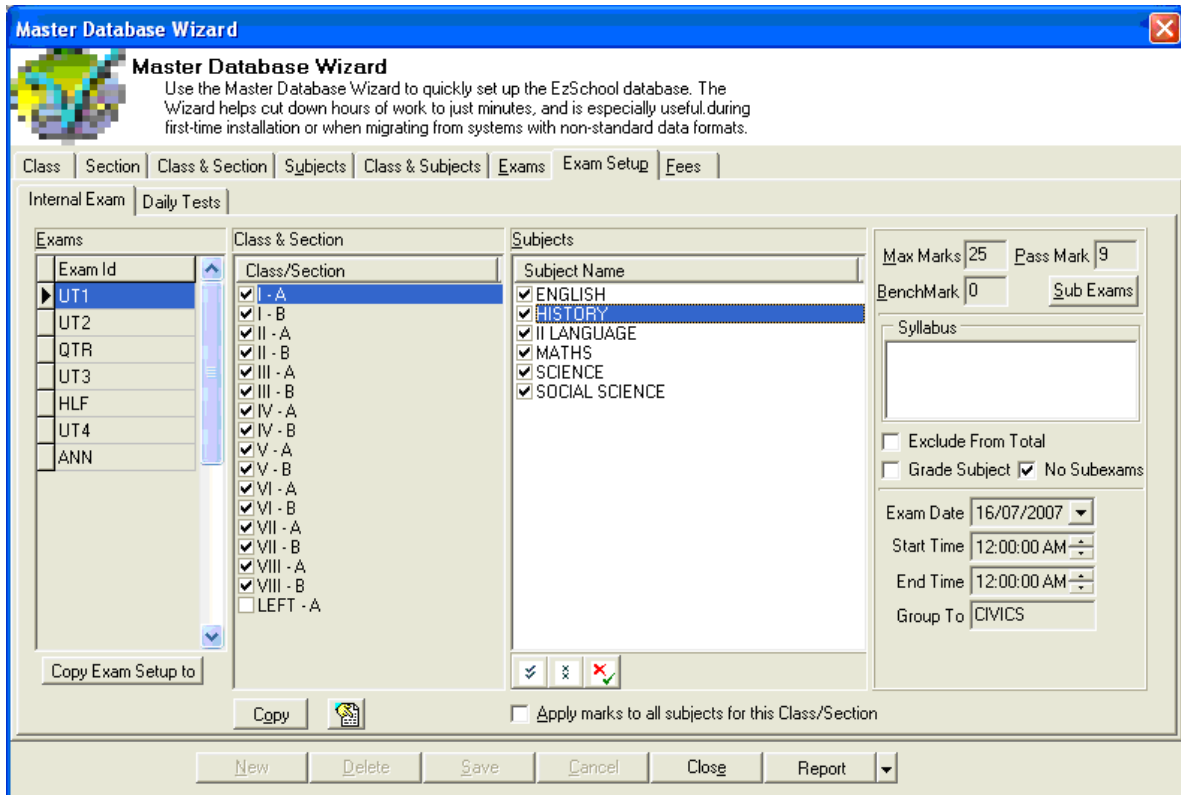 Master Database Wizard
Master Database Wizard
Use the Master Database Wizard to quickly set up the EzSchool database. The
Wizard helps cut down hours of work to just minutes, and is especially useful.during
first-time installation or when migrating from systems with non-standard data formats.
Class Section Class & Section Subjects Class & Subjects Exams Exam Setup Fees
Internal Exam Daily Tests
Exams
Exam Id
UT1
UT2
QTR
UT3
HLF
UT4
ANN
Copy Exam Setup to
Class & Section
Class/Section
I - A
I - B
II - A
II - B
III - A
III - B
IV - A
IV - B
V - A
V - B
VI - A
VI - B
VII - A
VII - B
VIII - A
VIII - B
LEFT - A
Copy
Subjects
Subject Name
ENGLISH
HISTORY
II LANGUAGE
MATHS
SCIENCE
SOCIAL SCIENCE
Apply marks to all subjects for this Class/Section
Max Marks 25 Pass Mark 9
BenchMark 0 Sub Exams
Syllabus
Exclude From Total
Grade Subject No Subexams
Exam Date 16/07/2007
Start Time 12:00:00 AM
End Time 12:00:00 AM
Group To CIVICS
New Delete Save Cancel Close Report